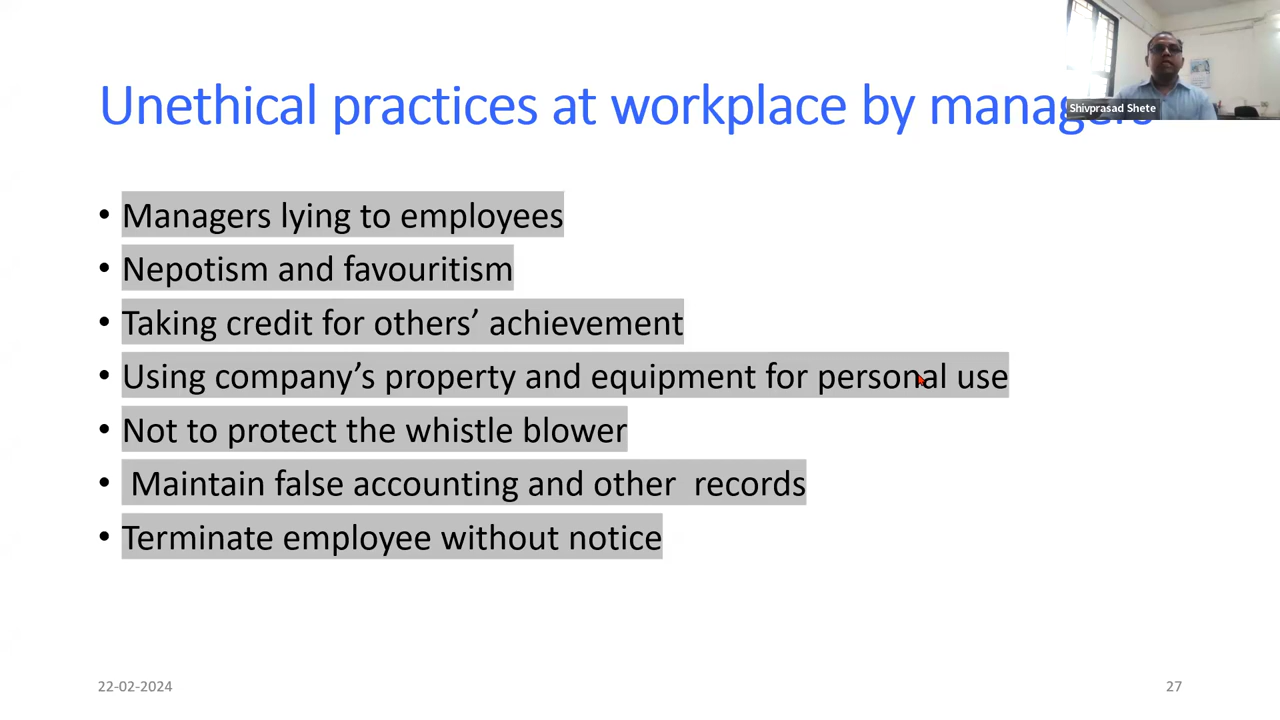 Unethical practices at workplace by managers
Shivprasad Shete
• Managers lying to employees
• Nepotism and favouritism
• Taking credit for others’ achievement
• Using company’s property and equipment for personal use
• Not to protect the whistle blower
• Maintain false accounting and other records
• Terminate employee without notice
22-02-2024
27